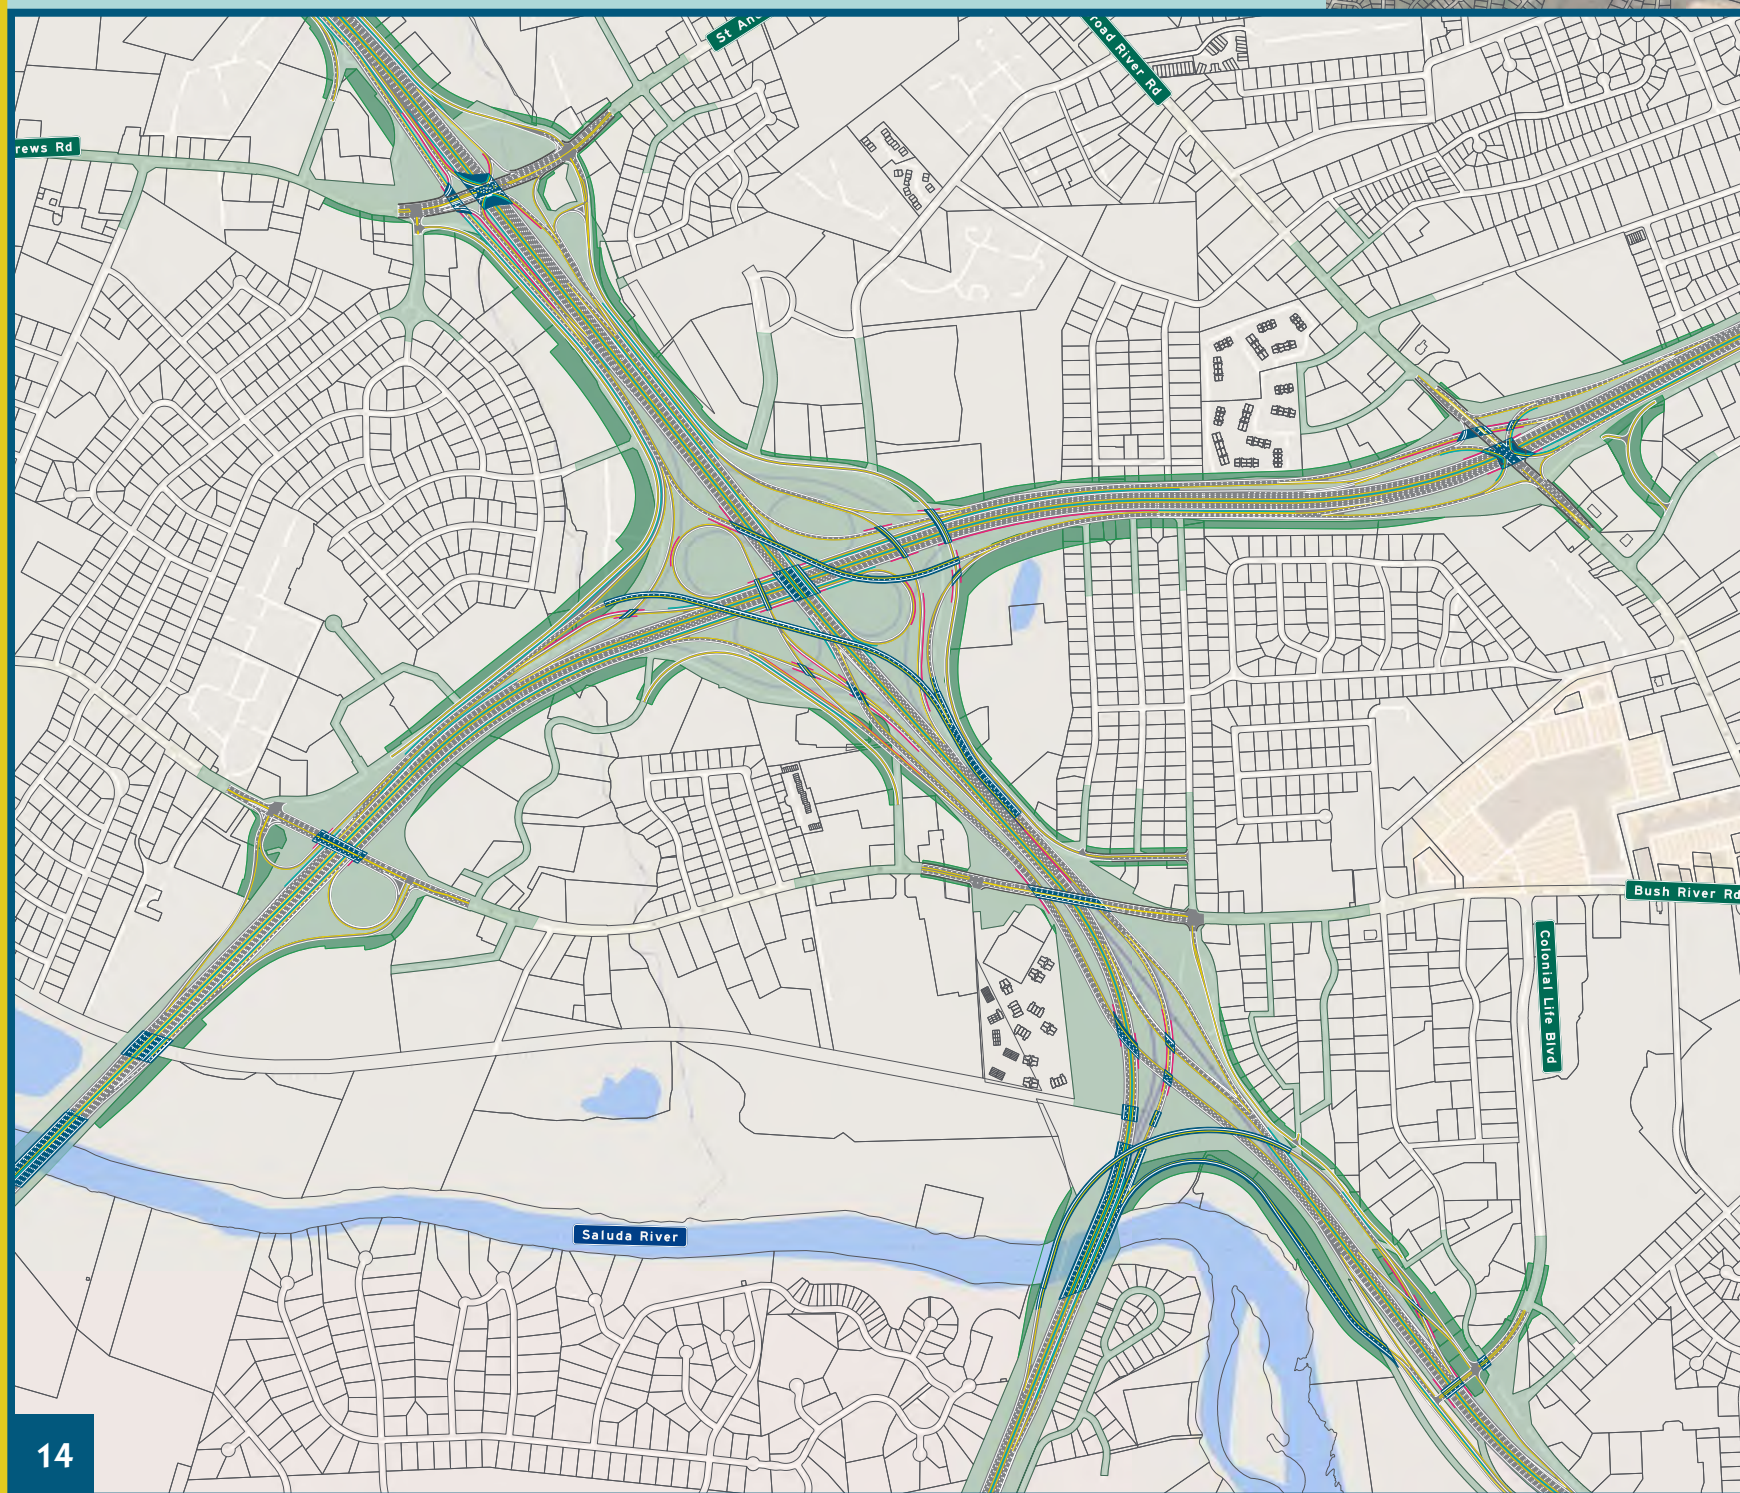 St An
road River Rd
rews Rd
Bush River Rd
Colonial Life Blvd
Saluda River
14